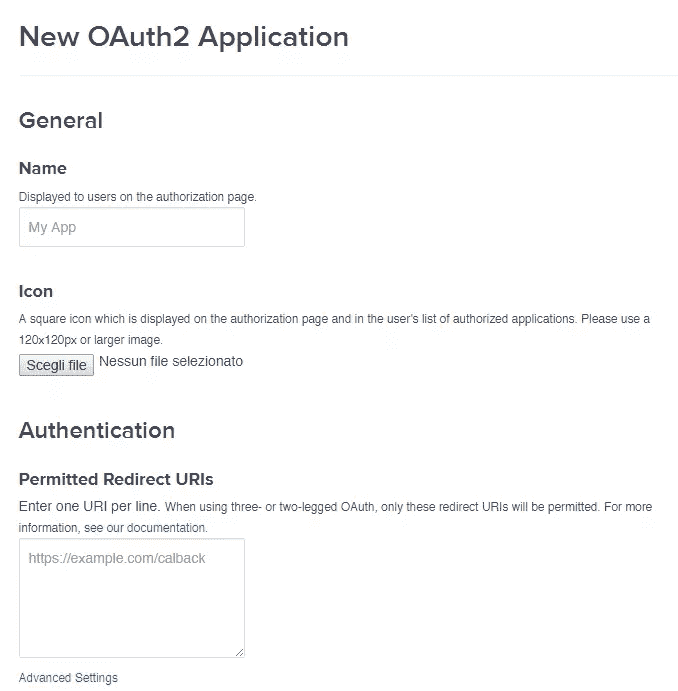 New OAuth2 Application
General
Name
Displayed to users on the authorization page.
My App
Icon
A square icon which is displayed on the authorization page and in the user's list of authorized applications. Please use a
120x120px or larger image.
Scegli file Nessun file selezionato
Authentication
Permitted Redirect URIs
Enter one URI per line. When using three- or two-legged OAuth, only these redirect URIs will be permitted. For more
information, see our documentation.
https://example.com/calback
Advanced Settings